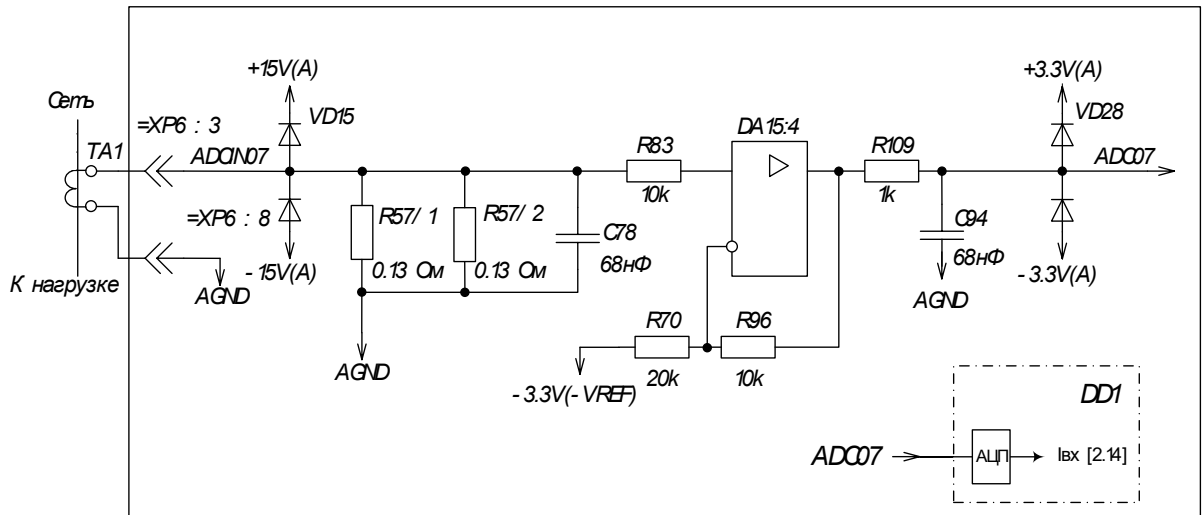 Сеть
=XP6 : 3
TA1
ADCIN07
=XP6 : 8
К нагрузке
AGND
+15V(A)
VD15
- 15V(A)
R57/ 1
0.13 Ом
R57/ 2
0.13 Ом
C78
68нФ
AGND
R83
10k
DA15:4
R109
1k
R70
20k
R96
10k
- 3.3V(- VREF)
C94
68нФ
AGND
+3.3V(A)
VD28
ADC07
- 3.3V(A)
DD1
ADC07
АЦП
Iвх [2.14]